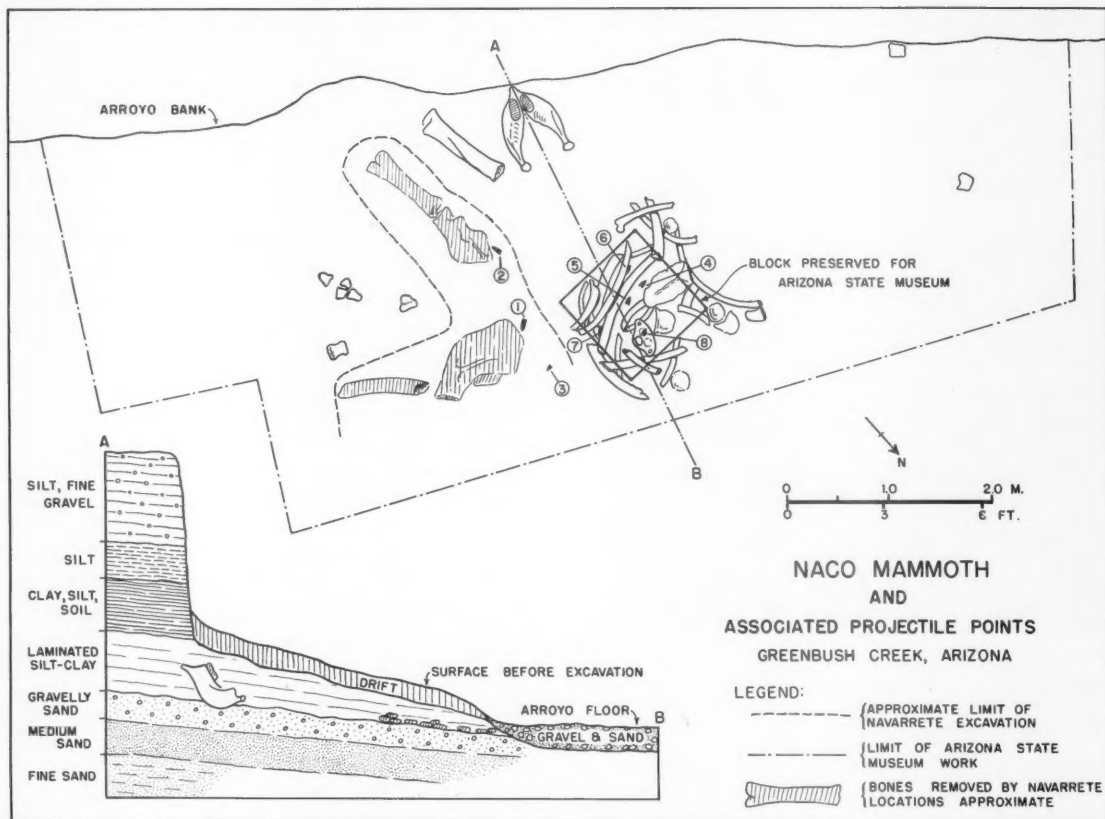 A
ARROYO BANK
⑥
⑤
④
②
①
⑦
⑧
③
BLOCK PRESERVED FOR
ARIZONA STATE MUSEUM
B
N
0 1.0 2.0 M.
0 3 6 FT.
A
SILT, FINE
GRAVEL
SILT
CLAY, SILT,
SOIL
LAMINATED
SILT-CLAY
GRAVELLY
SAND
MEDIUM
SAND
FINE SAND
DRIFT
SURFACE BEFORE EXCAVATION
ARROYO FLOOR
B
GRAVEL & SAND
NACO MAMMOTH
AND
ASSOCIATED PROJECTILE POINTS
GREENBUSH CREEK, ARIZONA
LEGEND:
APPROXIMATE LIMIT OF
NAVARRETE EXCAVATION
LIMIT OF ARIZONA STATE
MUSEUM WORK
BONES REMOVED BY NAVARRETE
LOCATIONS APPROXIMATE